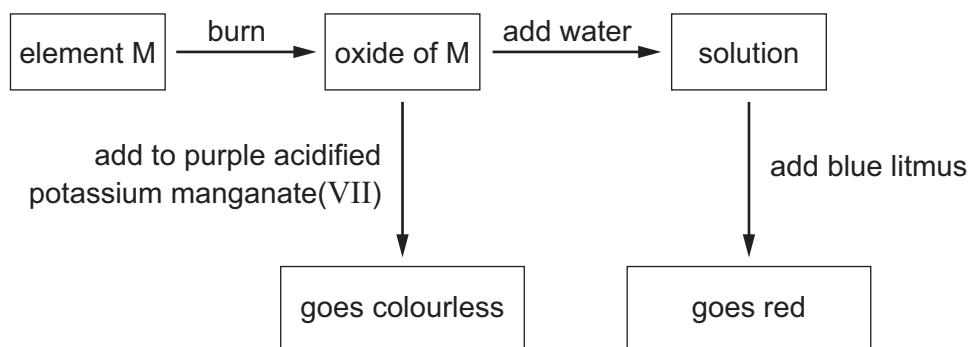 element M
burn
oxide of M
add water
solution
add to purple acidified
potassium manganate(VII)
add blue litmus
goes colourless
goes red